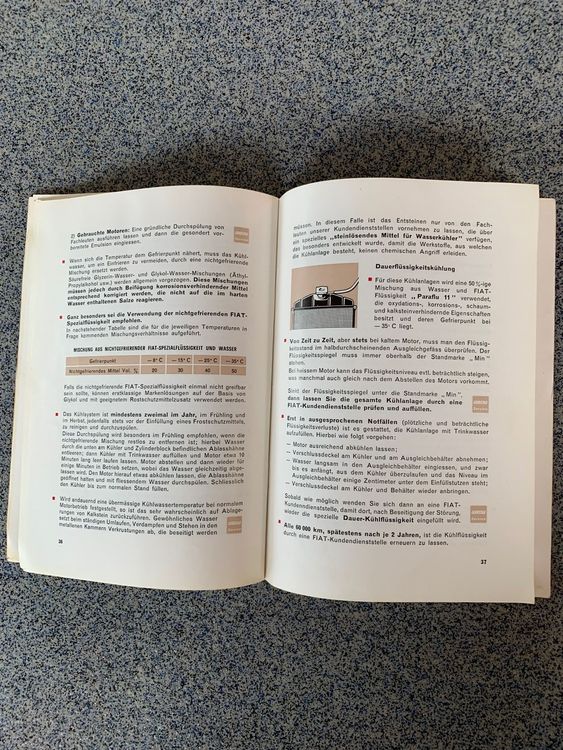 2) Gebrauchte Motoren: Eine gründliche Durchspülung von
Fachleuten ausführen lassen und dann die gesondert vor-
bereitete Emulsion eingiessen.
Wenn sich die Temperatur dem Gefrierpunkt nähert, muss das Kühl-
wasser, um ein Einfrieren zu vermeiden, durch eine nichtgefrierende
Mischung ersetzt werden.
Säurefreie Glyzerin-Wasser- und Glykol-Wasser-Mischungen (Äthyl-
Propylalkohol usw.) werden allgemein angewendet. Diese Mischungen
müssen jedoch durch Beifügung korrosionsverhindernder Mittel
entsprechend korrigiert werden, die nicht auf die im harten
Wasser enthaltenen Salze reagieren.
Ganz besonders sei die Verwendung der nichtgefrierenden FIAT-
Spezialflüssigkeit empfohlen.
In nachstehender Tabelle sind die für die jeweiligen Temperaturen in
Frage kommenden Mischungsverhältnisse aufgeführt.
MISCHUNG AUS NICHTGEFRIERENDER FIAT-SPEZIALFLÜSSIGKEIT UND WASSER
Gefrierpunkt — 8° C — 15° C — 25° C — 35° C
Nichtgefrierendes Mittel Vol. % 20 30 40 50
Falls die nichtgefrierende FIAT-Spezialflüssigkeit einmal nicht greifbar
sein sollte, können erstklassige Markenlösungen auf der Basis von
Glykol und mit geeignetem Rostschutzmittelzusatz verwendet werden.
Das Kühlsystem ist mindestens zweimal im Jahr, im Frühling und
im Herbst, jedenfalls stets vor der Einfüllung eines Frostschutzmittels,
zu reinigen und durchzuspülen.
Diese Durchspülung wird besonders im Frühling empfohlen, wenn die
nichtgefrierende Mischung restlos zu entfernen ist; hierbei Wasser
durch die unten am Kühler und Zylinderblock befindlichen Ablasshähne
entleeren; dann Kühler mit Trinkwasser auffüllen und Motor etwa 10
Minuten lang leer laufen lassen. Motor abstellen und dann wieder für
einige Minuten in Betrieb setzen, wobei das Wasser gleichzeitig abge-
lassen wird. Den Motor hierauf etwas abkühlen lassen, die Ablasshähne
geöffnet halten und mit fliessendem Wasser durchspülen. Schliesslich
den Kühler bis zum normalen Stand füllen.
Wird andauernd eine übermässige Kühlwassertemperatur bei normalem
Motorbetrieb festgestellt, so ist das sehr wahrscheinlich auf Ablage-
rungen von Kalkstein zurückzuführen. Gewöhnliches Wasser
setzt beim ständigen Umlaufen, Verdampfen und Stehen in den
metallenen Kammern Verkrustungen ab, die beseitigt werden
36
müssen. In diesem Falle ist das Entsteinen nur von den Fach-
leuten unserer Kundendienststellen vornehmen zu lassen, die über
ein spezielles „steinlösendes Mittel für Wasserkühler" verfügen,
das besonders entwickelt wurde, damit die Werkstoffe, aus welchen
die Kühlanlage besteht, keinen chemischen Angriff erleiden.
Dauerflüssigkeitskühlung
Für diese Kühlanlagen wird eine 50 %ige
Mischung aus Wasser und FIAT-
Flüssigkeit „Paraflu 11" verwendet,
die oxydations-, korrosions-, schaum-
und kalksteinverhindernde Eigenschaften
besitzt und deren Gefrierpunkt bei
— 35° C liegt.
Von Zeit zu Zeit, aber stets bei kaltem Motor, muss man den Flüssig-
keitsstand im halbdurchscheinenden Ausgleichgefäss überprüfen. Der
Flüssigkeitsspiegel muss immer oberhalb der Standmarke „Min"
stehen.
Bei heissem Motor kann das Flüssigkeitsniveau evtl. beträchtlich steigen,
was manchmal auch gleich nach dem Abstellen des Motors vorkommt.
Sinkt der Flüssigkeitsspiegel unter die Standmarke „Min",
dann lassen Sie die gesamte Kühlanlage durch eine
FIAT-Kundendienststelle prüfen und auffüllen.
Erst in ausgesprochenen Notfällen (plötzliche und beträchtliche
Flüssigkeitsverluste) ist es gestattet, die Kühlanlage mit Trinkwasser
aufzufüllen. Hierbei wie folgt vorgehen:
— Motor ausreichend abkühlen lassen;
— Verschlussdeckel am Kühler und am Ausgleichbehälter abnehmen;
— Wasser langsam in den Ausgleichbehälter eingiessen, und zwar
bis es anfängt, aus dem Kühler überzulaufen und das Niveau im
Ausgleichbehälter einige Zentimeter unter dem Einfüllstutzen steht;
— Verschlussdeckel am Kühler und Behälter wieder anbringen.
Sobald wie möglich wenden Sie sich dann an eine FIAT-
Kundendienststelle, damit dort, nach Beseitigung der Störung,
wieder die spezielle Dauer-Kühlflüssigkeit eingefüllt wird.
Alle 60 000 km, spätestens nach je 2 Jahren, ist die Kühlflüssigkeit
durch eine FIAT-Kundendienststelle erneuern zu lassen.
37